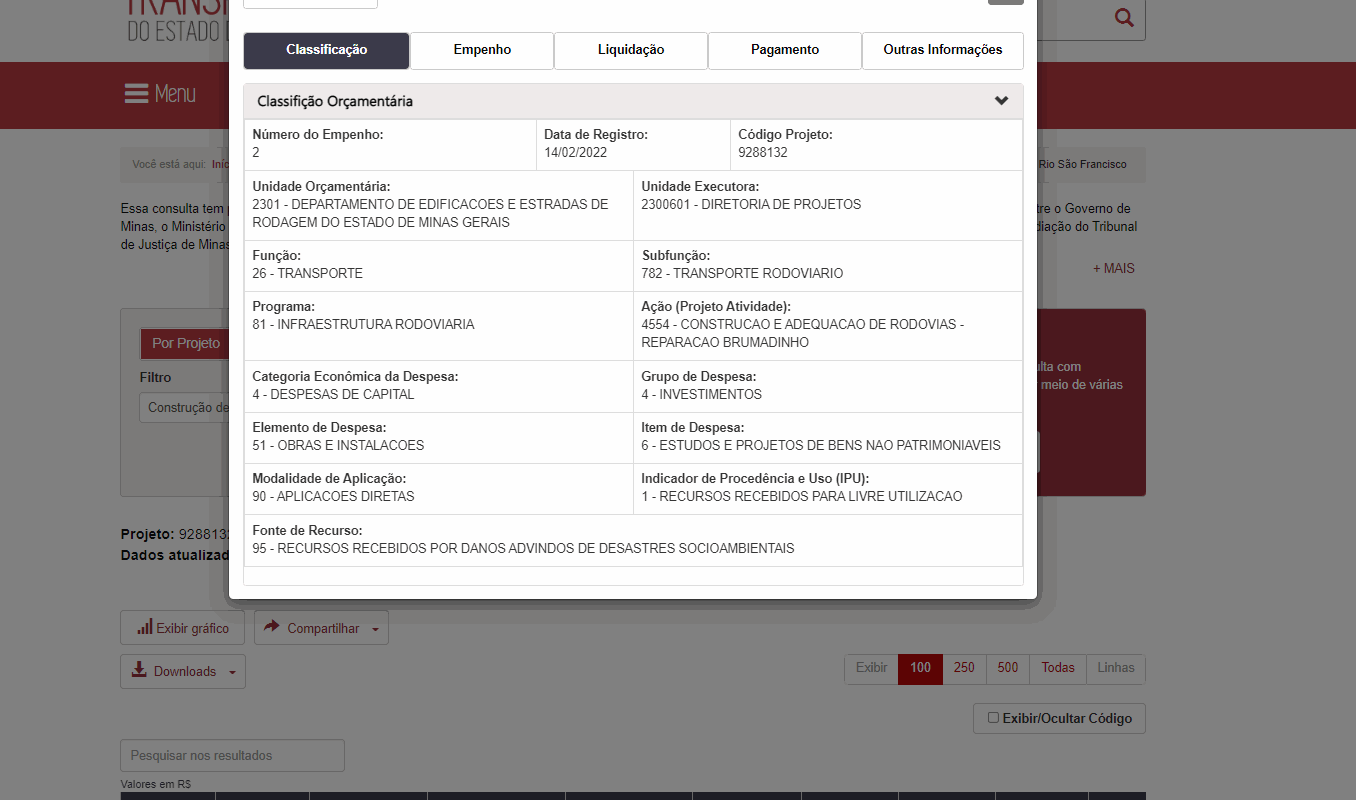 TRANSP
DO ESTADO D
Classificação Empenho Liquidação Pagamento Outras Informações
Menu
Classifição Orçamentária
Número do Empenho: Data de Registro: Código Projeto:
2 14/02/2022 9288132
Você está aqui: Iníc Rio São Francisco
Unidade Orçamentária: Unidade Executora:
2301 - DEPARTAMENTO DE EDIFICACOES E ESTRADAS DE 2300601 - DIRETORIA DE PROJETOS
RODAGEM DO ESTADO DE MINAS GERAIS
Essa consulta tem tre o Governo de
Minas, o Ministério diação do Tribunal
de Justiça de Minas
Função: Subfunção:
26 - TRANSPORTE 782 - TRANSPORTE RODOVIARIO
+ MAIS
Programa: Ação (Projeto Atividade):
81 - INFRAESTRUTURA RODOVIARIA 4554 - CONSTRUCAO E ADEQUACAO DE RODOVIAS -
REPARACAO BRUMADINHO
Por Projeto
ulta com
meio de várias
Filtro
Construção de
Categoria Econômica da Despesa: Grupo de Despesa:
4 - DESPESAS DE CAPITAL 4 - INVESTIMENTOS
Elemento de Despesa: Item de Despesa:
51 - OBRAS E INSTALACOES 6 - ESTUDOS E PROJETOS DE BENS NAO PATRIMONIAVEIS
Modalidade de Aplicação: Indicador de Procedência e Uso (IPU):
90 - APLICACOES DIRETAS 1 - RECURSOS RECEBIDOS PARA LIVRE UTILIZACAO
Fonte de Recurso:
95 - RECURSOS RECEBIDOS POR DANOS ADVINDOS DE DESASTRES SOCIOAMBIENTAIS
Projeto: 9288132
Dados atualizad
Exibir gráfico Compartilhar
Downloads Exibir 100 250 500 Todas Linhas
Exibir/Ocultar Código
Pesquisar nos resultados
Valores em R$